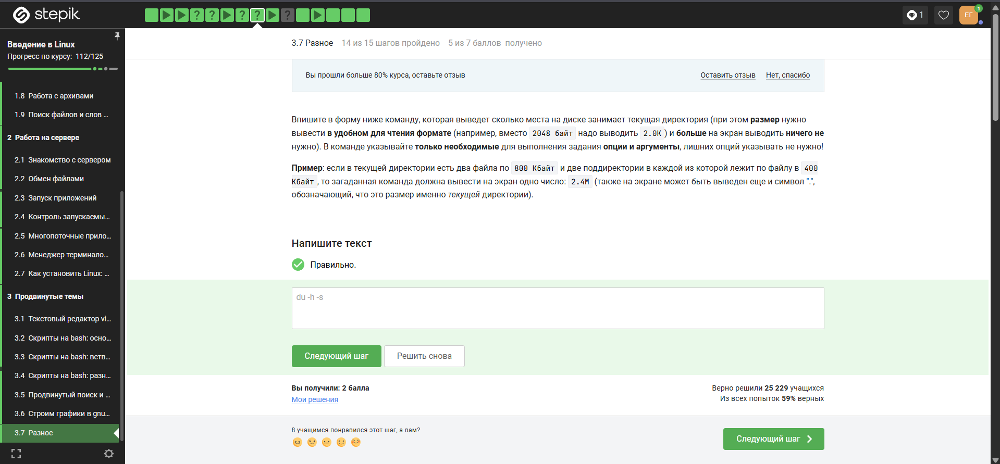 stepik
? ? ? ? ?
1
ЕГ
1
Введение в Linux
Прогресс по курсу: 112/125
1.8 Работа с архивами
1.9 Поиск файлов и слов ...
2 Работа на сервере
2.1 Знакомство с сервером
2.2 Обмен файлами
2.3 Запуск приложений
2.4 Контроль запускаемы...
2.5 Многопоточные прило...
2.6 Менеджер терминало...
2.7 Как установить Linux: ...
3 Продвинутые темы
3.1 Текстовый редактор vi...
3.2 Скрипты на bash: осно...
3.3 Скрипты на bash: ветв...
3.4 Скрипты на bash: разн...
3.5 Продвинутый поиск и ...
3.6 Строим графики в gnu...
3.7 Разное
3.7 Разное 14 из 15 шагов пройдено 5 из 7 баллов получено
Вы прошли больше 80% курса, оставьте отзыв Оставить отзыв Нет, спасибо
Впишите в форму ниже команду, которая выведет сколько места на диске занимает текущая директория (при этом размер нужно
вывести в удобном для чтения формате (например, вместо 2048 байт надо выводить 2.0K) и больше на экран выводить ничего не
нужно). В команде указывайте только необходимые для выполнения задания опции и аргументы, лишних опций указывать не нужно!
Пример: если в текущей директории есть два файла по 800 Кбайт и две поддиректории в каждой из которой лежит по файлу в 400
Кбайт, то загаданная команда должна вывести на экран одно число: 2.4M (также на экране может быть выведен еще и символ ".",
обозначающий, что это размер именно текущей директории).
Напишите текст
Правильно.
du -h -s
Следующий шаг Решить снова
Вы получили: 2 балла
Мои решения
Верно решили 25 229 учащихся
Из всех попыток 59% верных
8 учащимся понравился этот шаг, а вам?
Следующий шаг